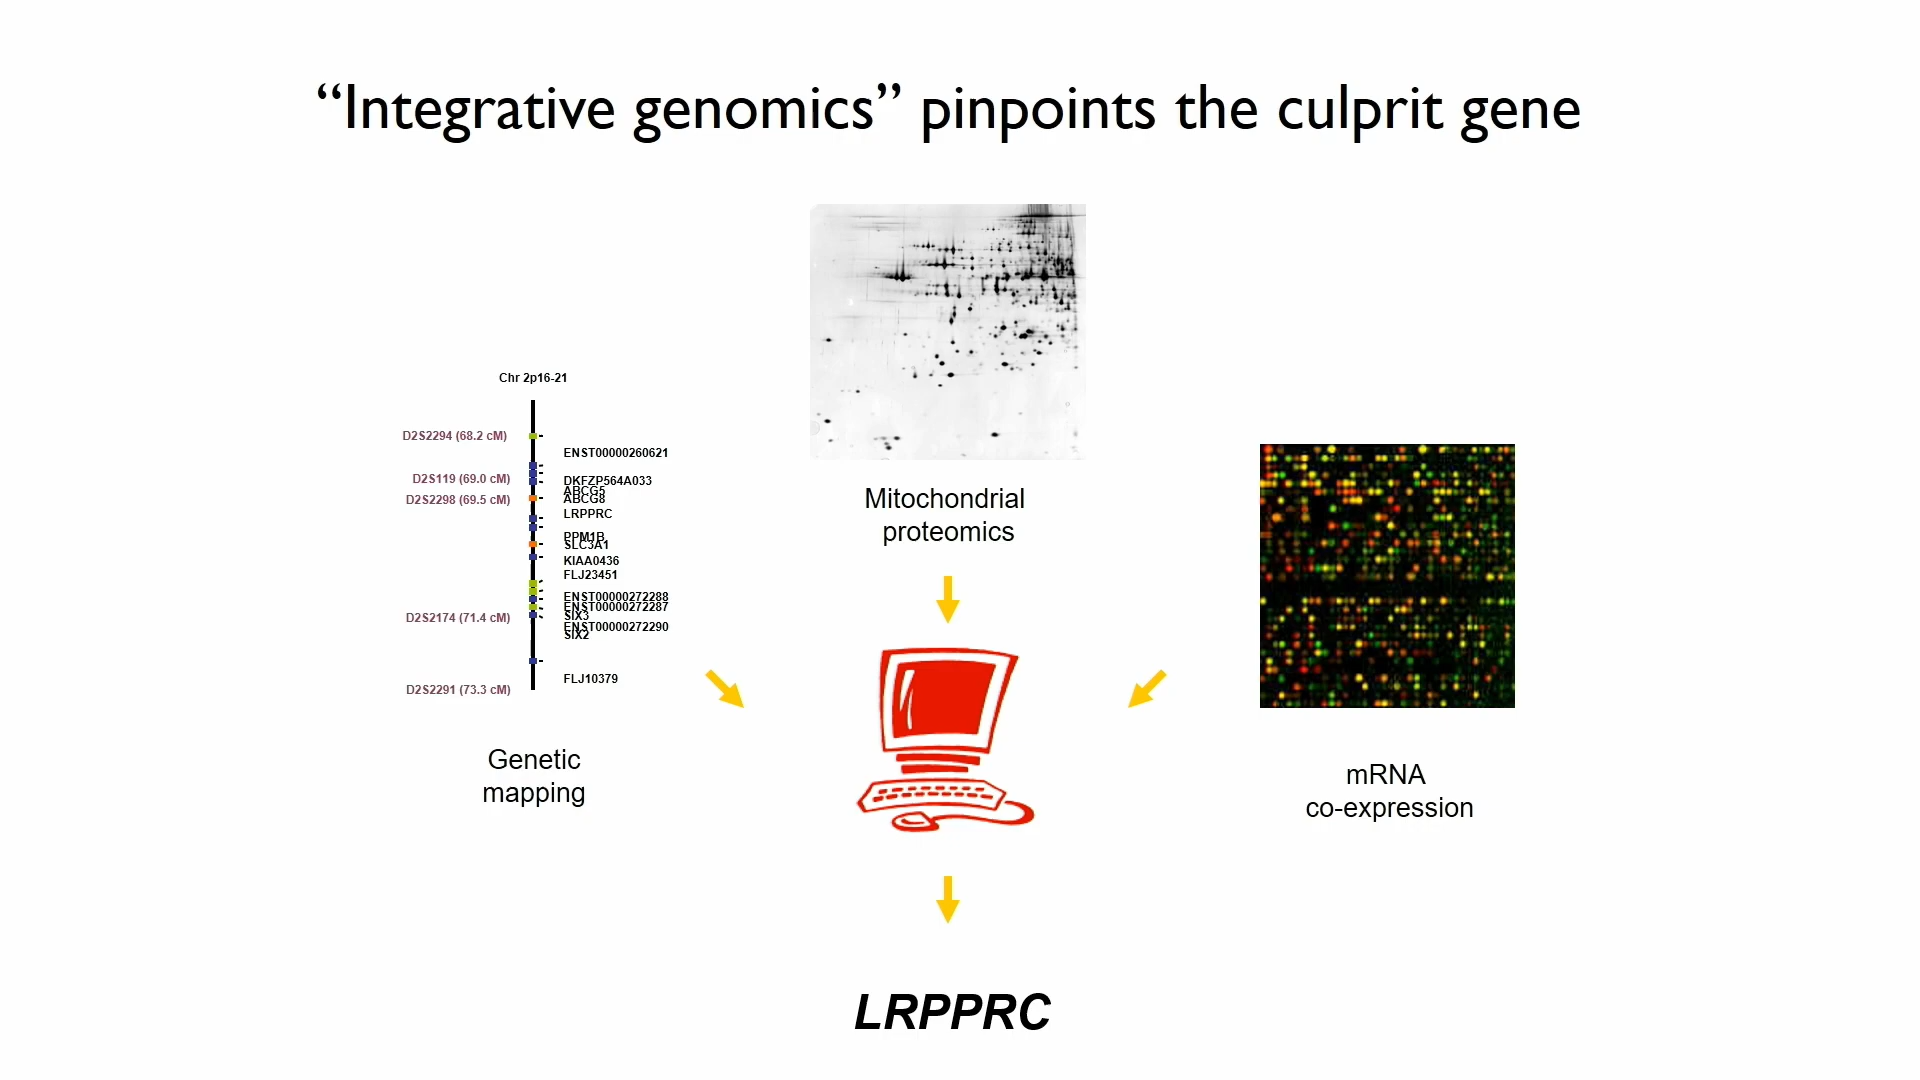 “Integrative genomics” pinpoints the culprit gene
Chr 2p16-21
D2S2294 (68.2 cM)
D2S119 (69.0 cM)
D2S2298 (69.5 cM)
D2S2174 (71.4 cM)
D2S2291 (73.3 cM)
ENST00000260621
DKFZP564A033
ABCG5
ABCG8
LRPPRC
PPM1B
SLC3A1
KIAA0436
FLJ23451
ENST00000272288
ENST00000272287
SIX3
ENST00000272290
SIX2
FLJ10379
Genetic
mapping
Mitochondrial
proteomics
mRNA
co-expression
LRPPRC